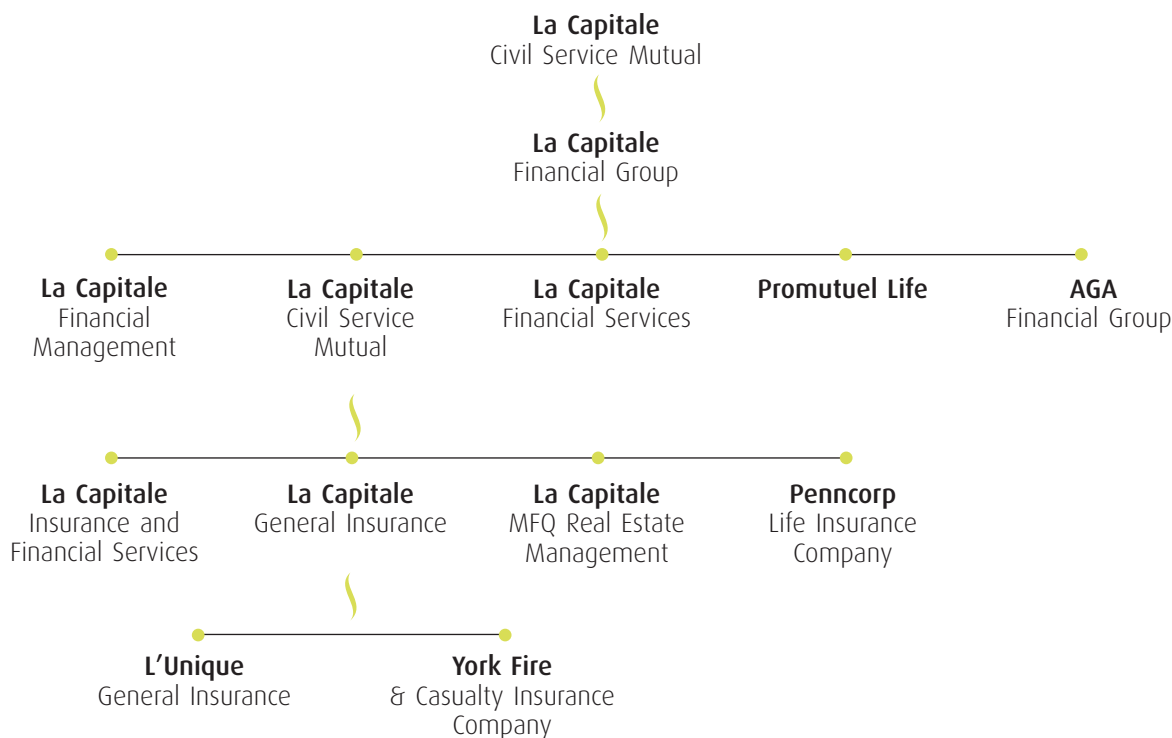 La Capitale
Civil Service Mutual
La Capitale
Financial Group
La Capitale
Financial
Management
La Capitale
Civil Service
Mutual
La Capitale
Financial Services
Promutuel Life
AGA
Financial Group
La Capitale
Insurance and
Financial Services
La Capitale
General Insurance
La Capitale
MFQ Real Estate
Management
Penncorp
Life Insurance
Company
L'Unique
General Insurance
York Fire
& Casualty Insurance
Company